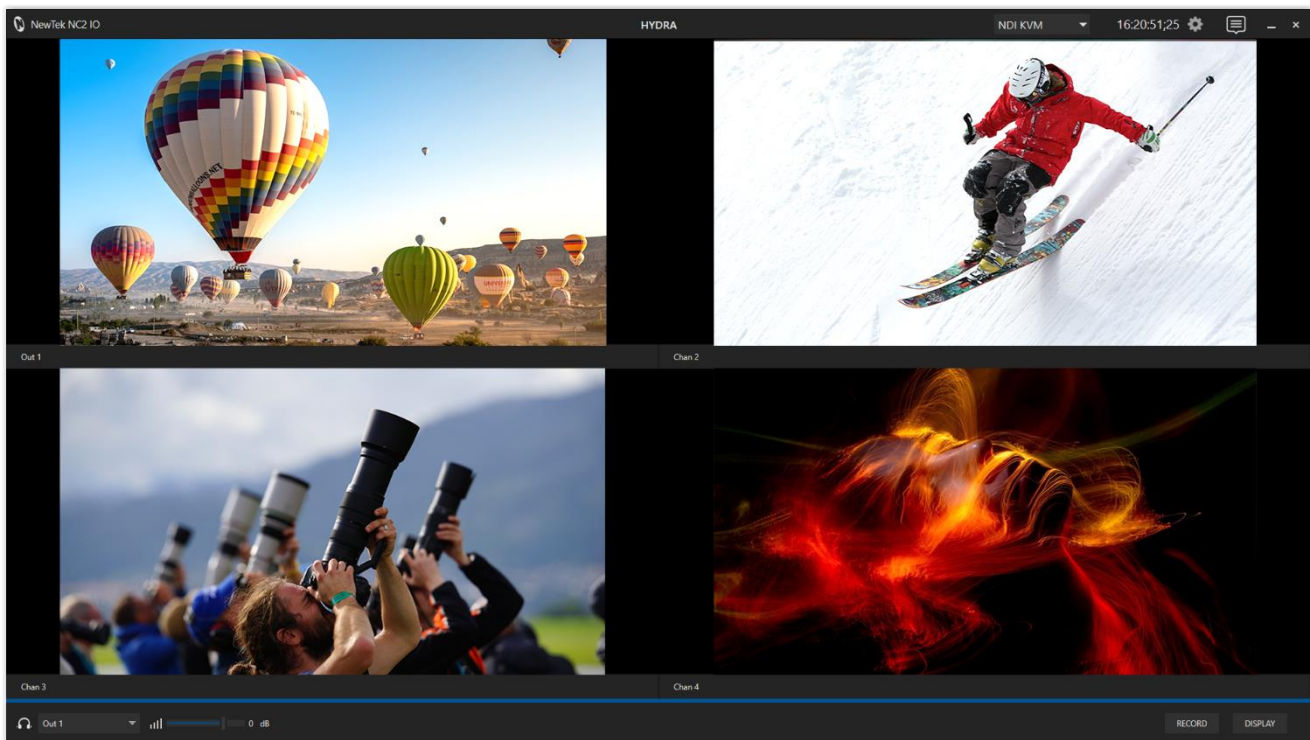 NewTek NC2 IO
HYDRA
NDI KVM
16:20:51;25
Out 1
Chan 2
Chan 3
Chan 4
Out 1
0 dB
RECORD
DISPLAY